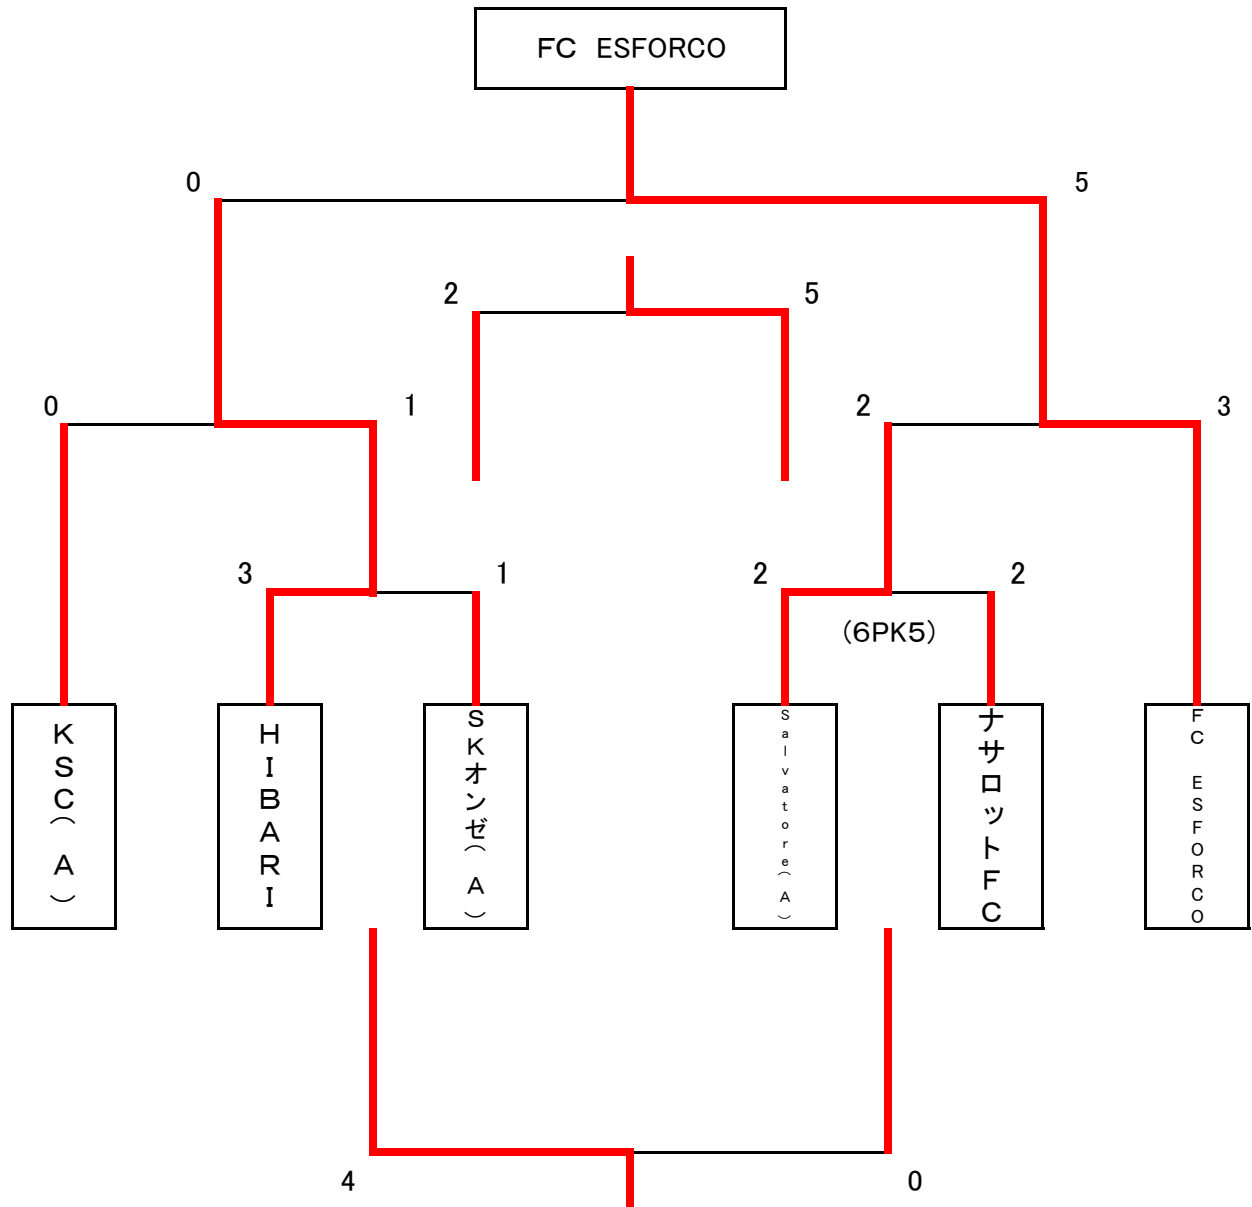 FC ESFORCO
0
5
2
5
0
1
2
3
3
1
2
2
(6PK5)
KSC(A)
HIBARI
SKオンゼ(A)
Salvatore(A)
ナサロットFC
FC ESFORCO
4
0